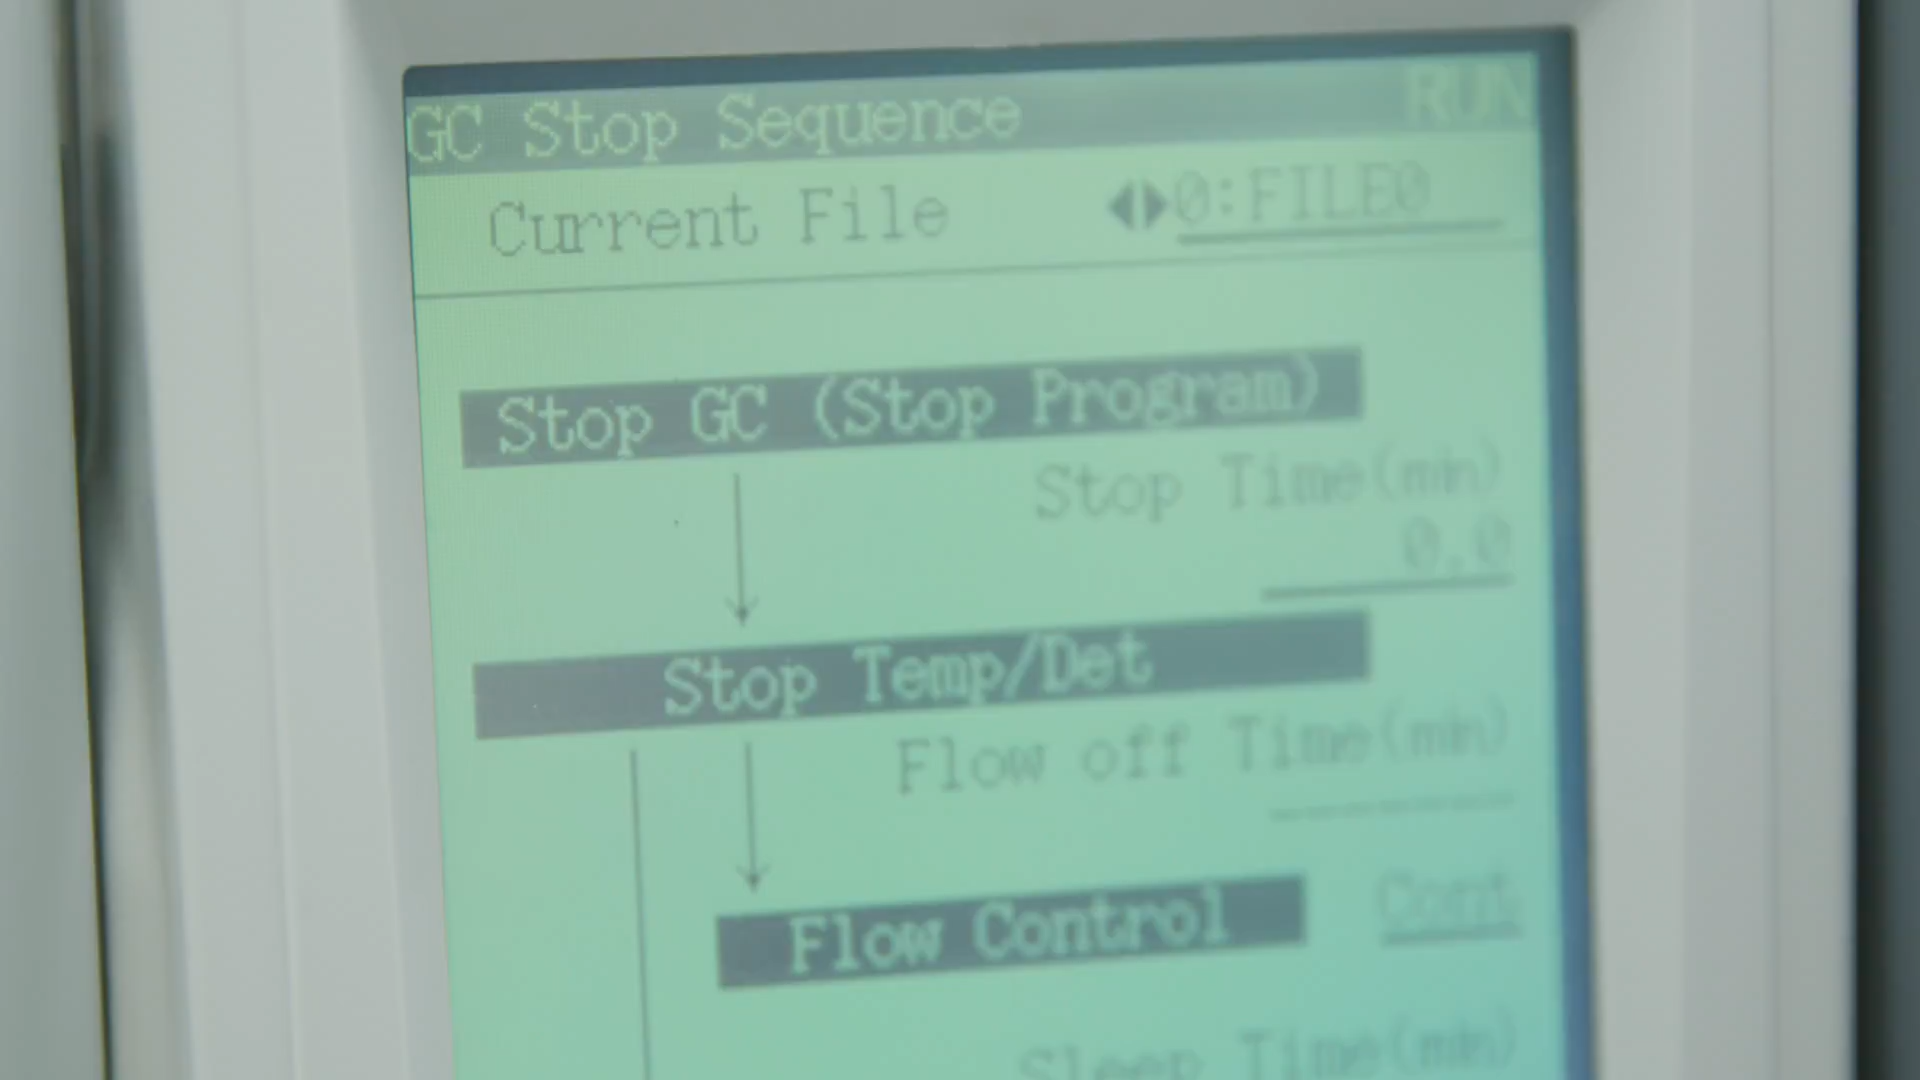 GC Stop Sequence RUN
Current File 0:FILE0
Stop GC (Stop Program)
Stop Time(min)
0.0
Stop Temp/Det
Flow off Time(min)
Flow Control Cont
Sleep Time(min)